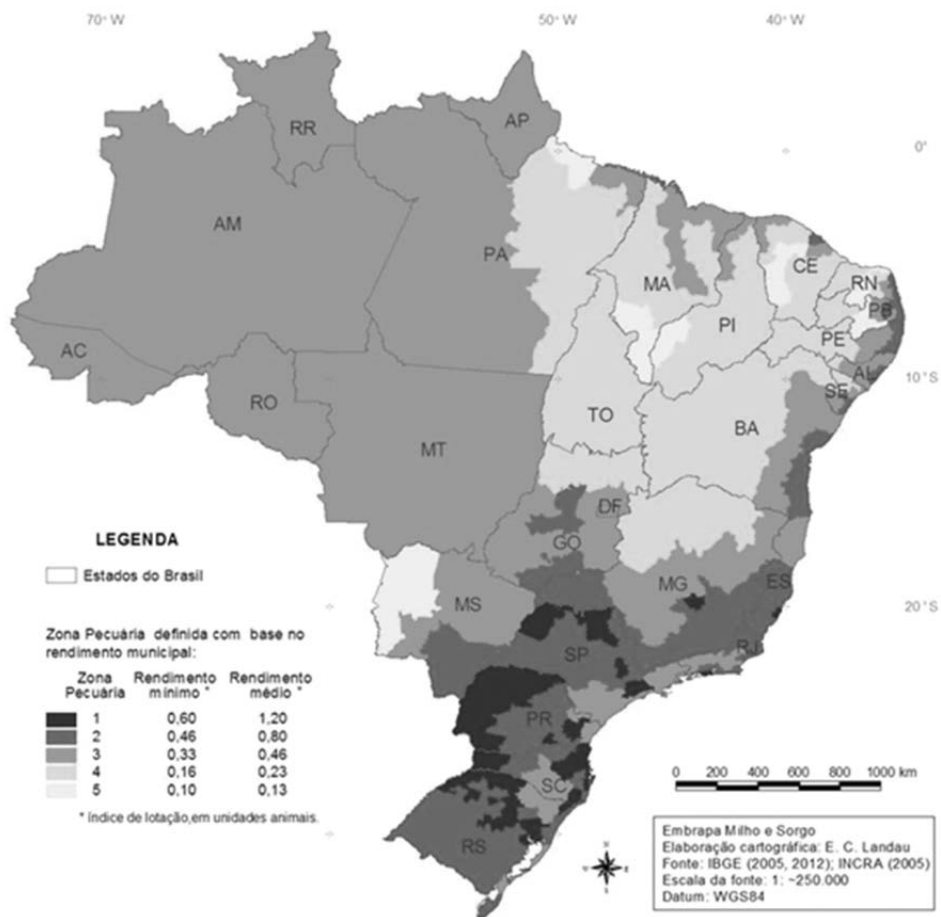 70° W 50° W 40° W
RR
AP
0°
AM
PA
MA
CE
RN
PB
PI
PE
AC
AL
10°S
SE
RO
TO
BA
MT
DF
LEGENDA
GO
Estados do Brasil
MG
ES
MS
20°S
Zona Pecuária definida com base no
rendimento municipal:
SP
RJ
Zona Pecuária Rendimento mínimo * Rendimento médio *
1 0,60 1,20
2 0,46 0,80
3 0,33 0,46
4 0,16 0,23
5 0,10 0,13
PR
SC
0 200 400 600 800 1000 km
* índice de lotação,em unidades animais.
RS
Embrapa Milho e Sorgo
Elaboração cartográfica: E. C. Landau
Fonte: IBGE (2005, 2012); INCRA (2005)
Escala da fonte: 1: ~250.000
Datum: WGS84